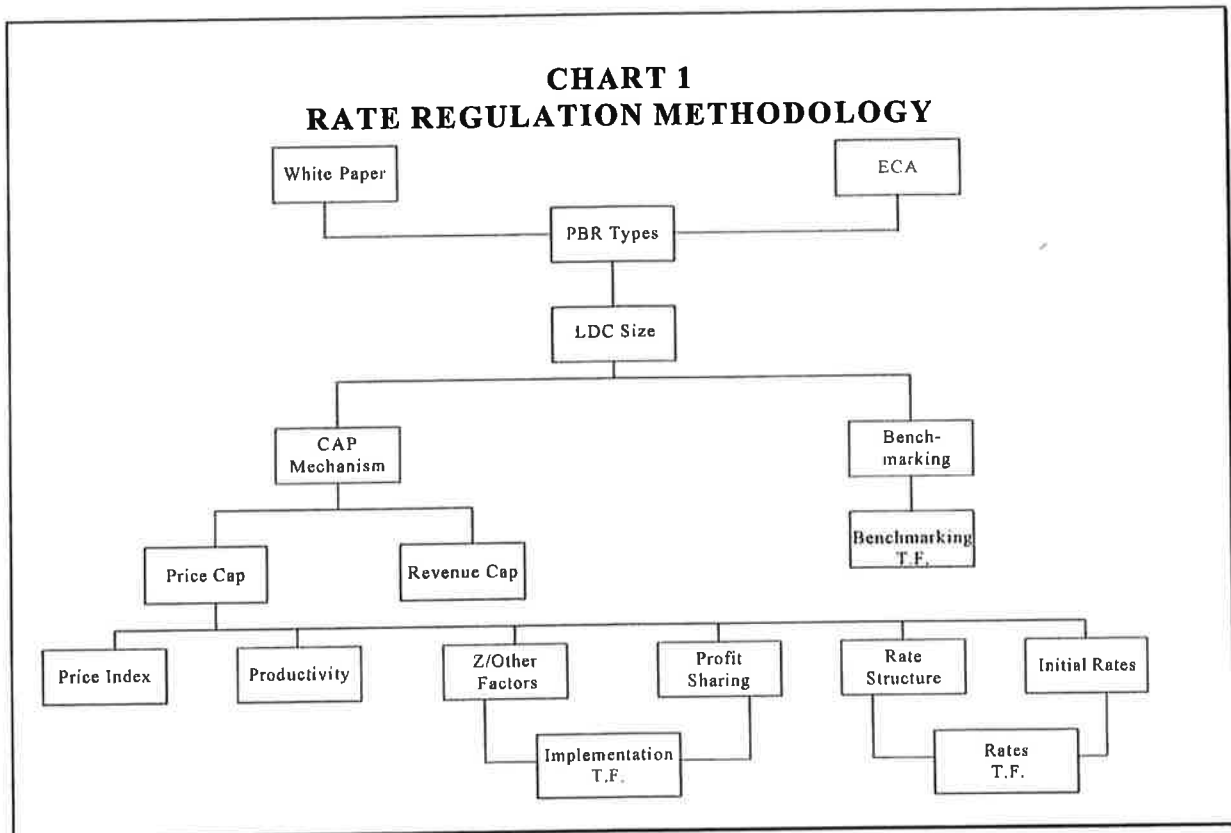 CHART 1
RATE REGULATION METHODOLOGY
White Paper
ECA
PBR Types
LDC Size
CAP
Mechanism
Bench-
marking
Benchmarking
T.F.
Price Cap
Revenue Cap
Price Index
Productivity
Z/Other
Factors
Profit
Sharing
Rate
Structure
Initial Rates
Implementation
T.F.
Rates
T.F.